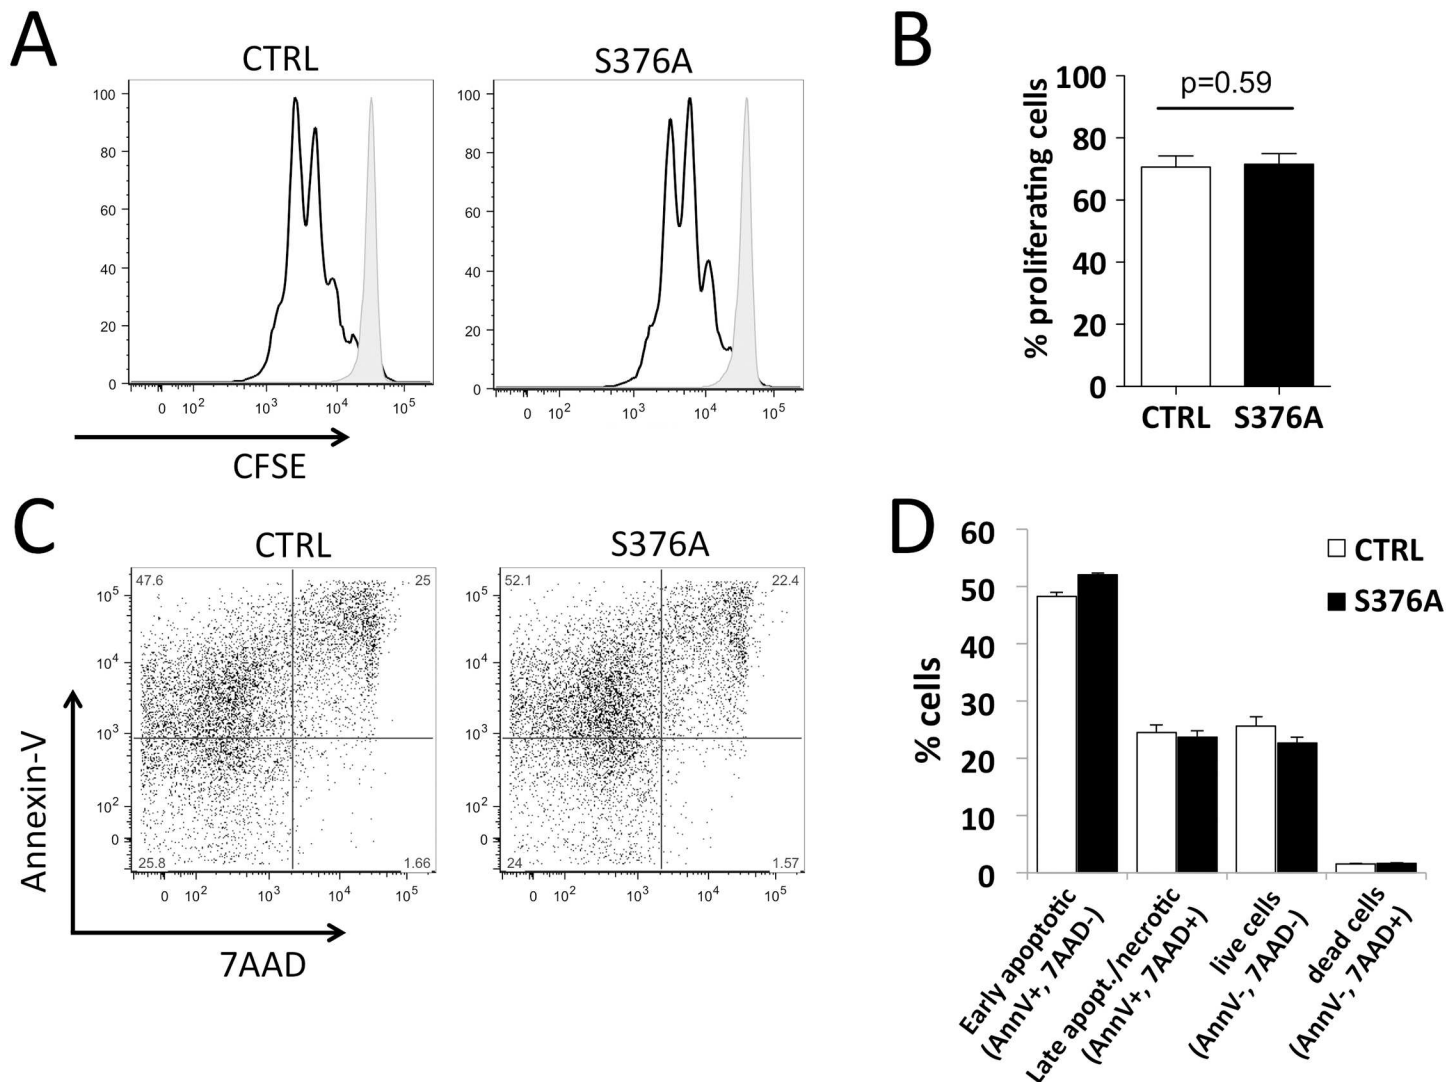 A
CTRL
S376A
100
80
60
40
20
0
0 10² 10³ 10⁴ 10⁵
100
80
60
40
20
0
0 10² 10³ 10⁴ 10⁵
CFSE
B
% proliferating cells
100
80
60
40
20
0
p=0.59
CTRL S376A
C
CTRL
S376A
Annexin-V
47.6 25
10⁵
10⁴
10³
10²
0
25.8 1.66
0 10² 10³ 10⁴ 10⁵
52.1 22.4
10⁵
10⁴
10³
10²
0
24 1.57
0 10² 10³ 10⁴ 10⁵
7AAD
D
% cells
60
50
40
30
20
10
0
CTRL
S376A
Early apoptotic
(AnnV+, 7AAD-)
Late apopt./necrotic
(AnnV+, 7AAD+)
live cells
(AnnV-, 7AAD-)
dead cells
(AnnV-, 7AAD+)